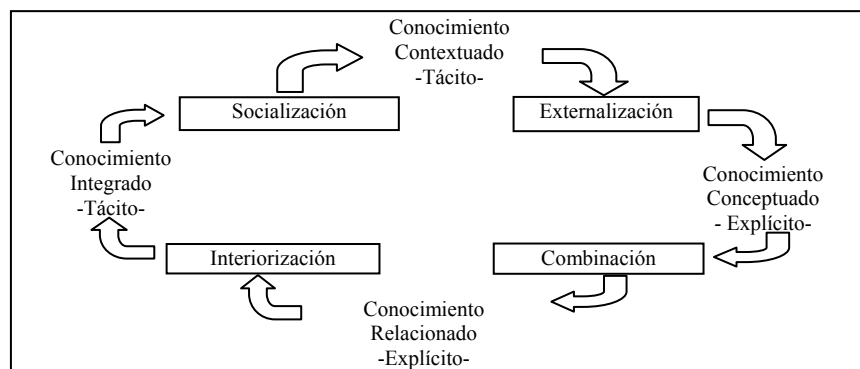 Conocimiento
Contextuado
-Tácito-
Socialización
Externalización
Conocimiento
Integrado
-Tácito-
Conocimiento
Conceptuado
- Explícito-
Interiorización
Combinación
Conocimiento
Relacionado
-Explícito-